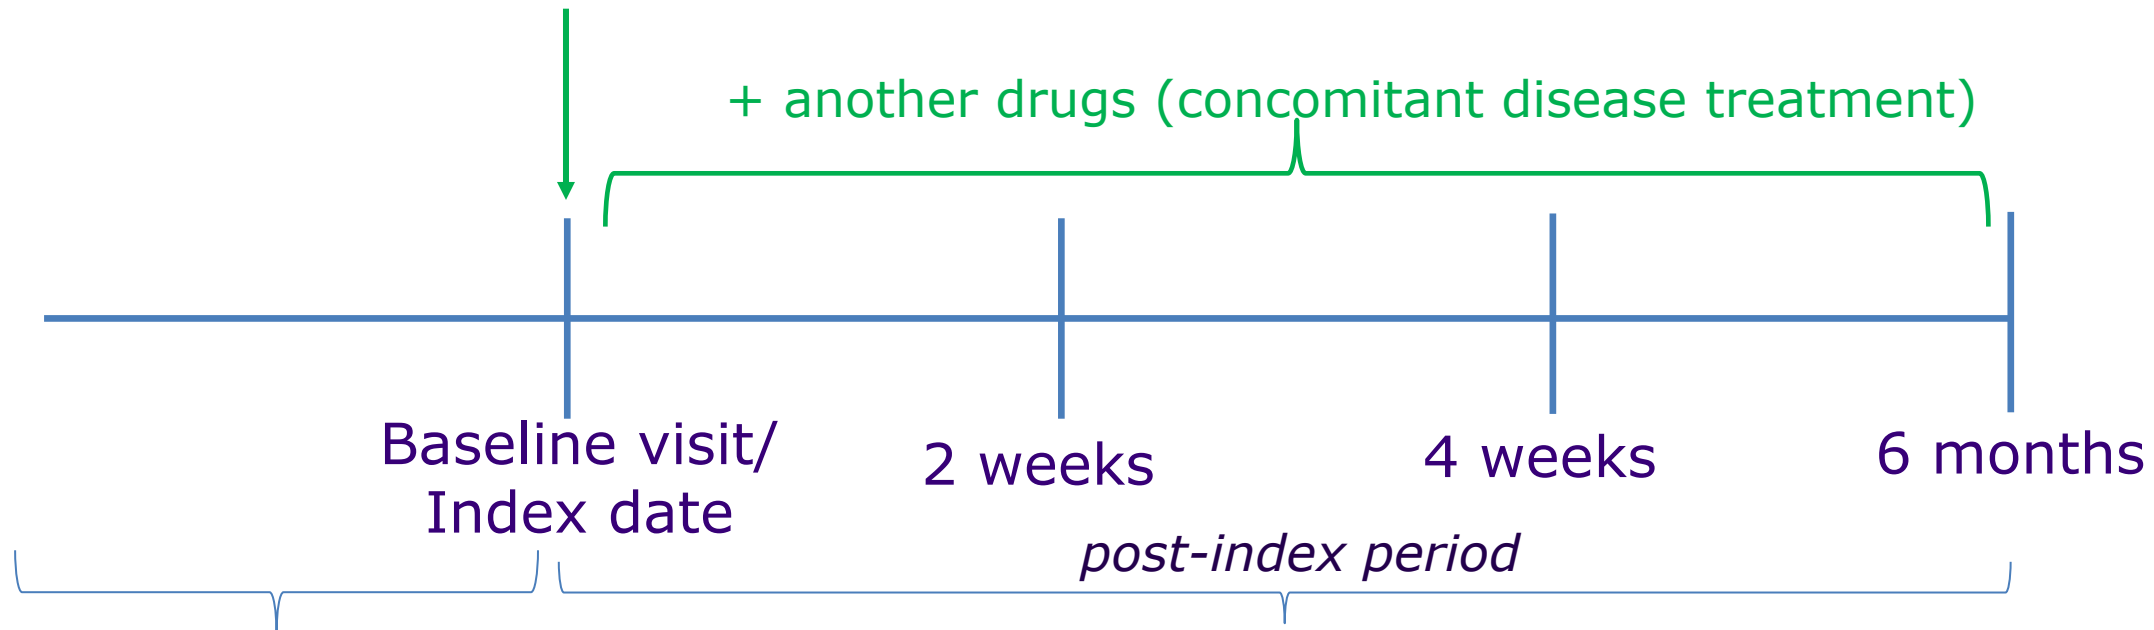 + another drugs (concomitant disease treatment)
Baseline visit/
Index date
2 weeks
4 weeks
6 months
post-index period